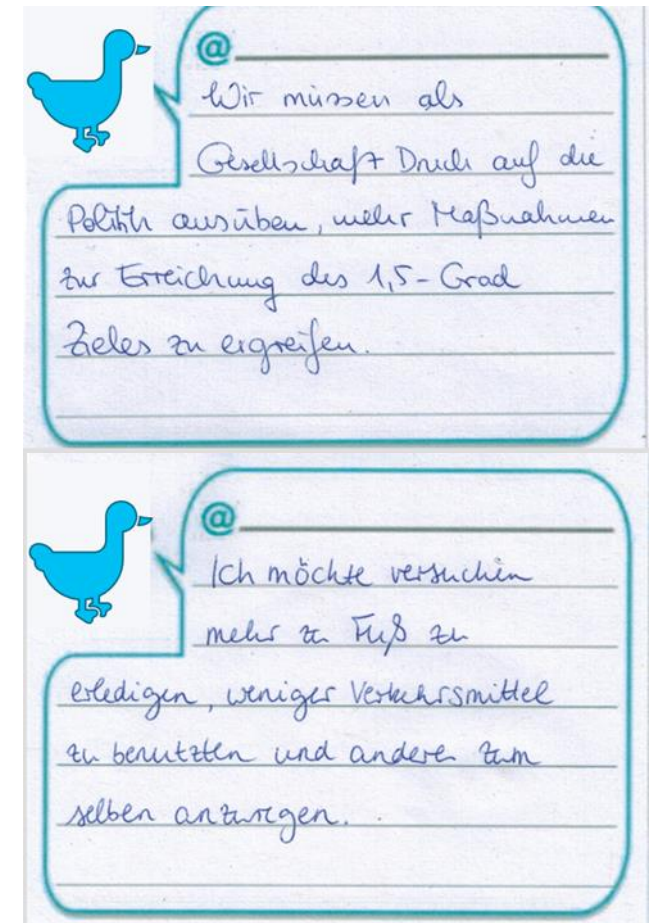 @
Wir müssen als
Gesellschaft Druck auf die
Politik ausüben, mehr Maßnahmen
zur Erreichung des 1,5-Grad
Zieles zu ergreifen.
@
Ich möchte versuchen
mehr zu Fuß zu
erledigen, weniger Verkehrsmittel
zu benutzten und andere zum
selben anzuregen.